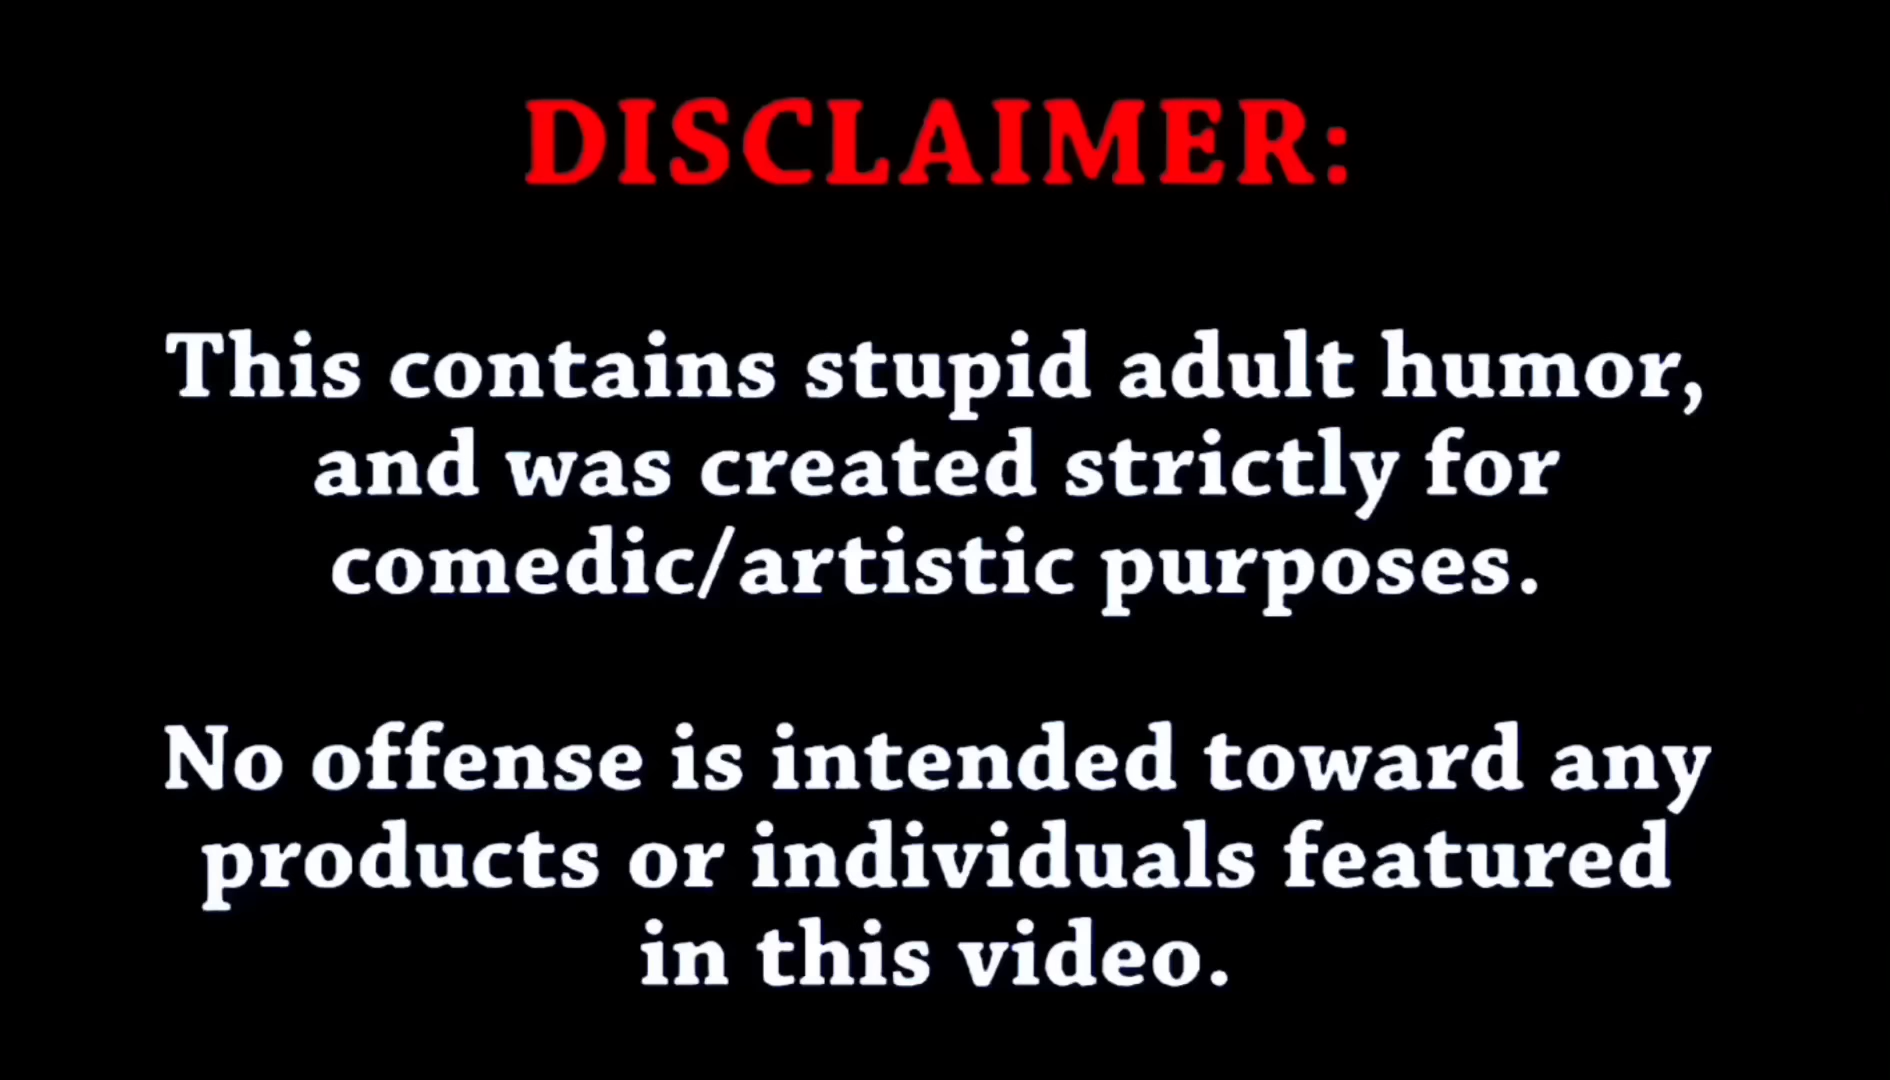 DISCLAIMER:
This contains stupid adult humor,
and was created strictly for
comedic/artistic purposes.
No offense is intended toward any
products or individuals featured
in this video.